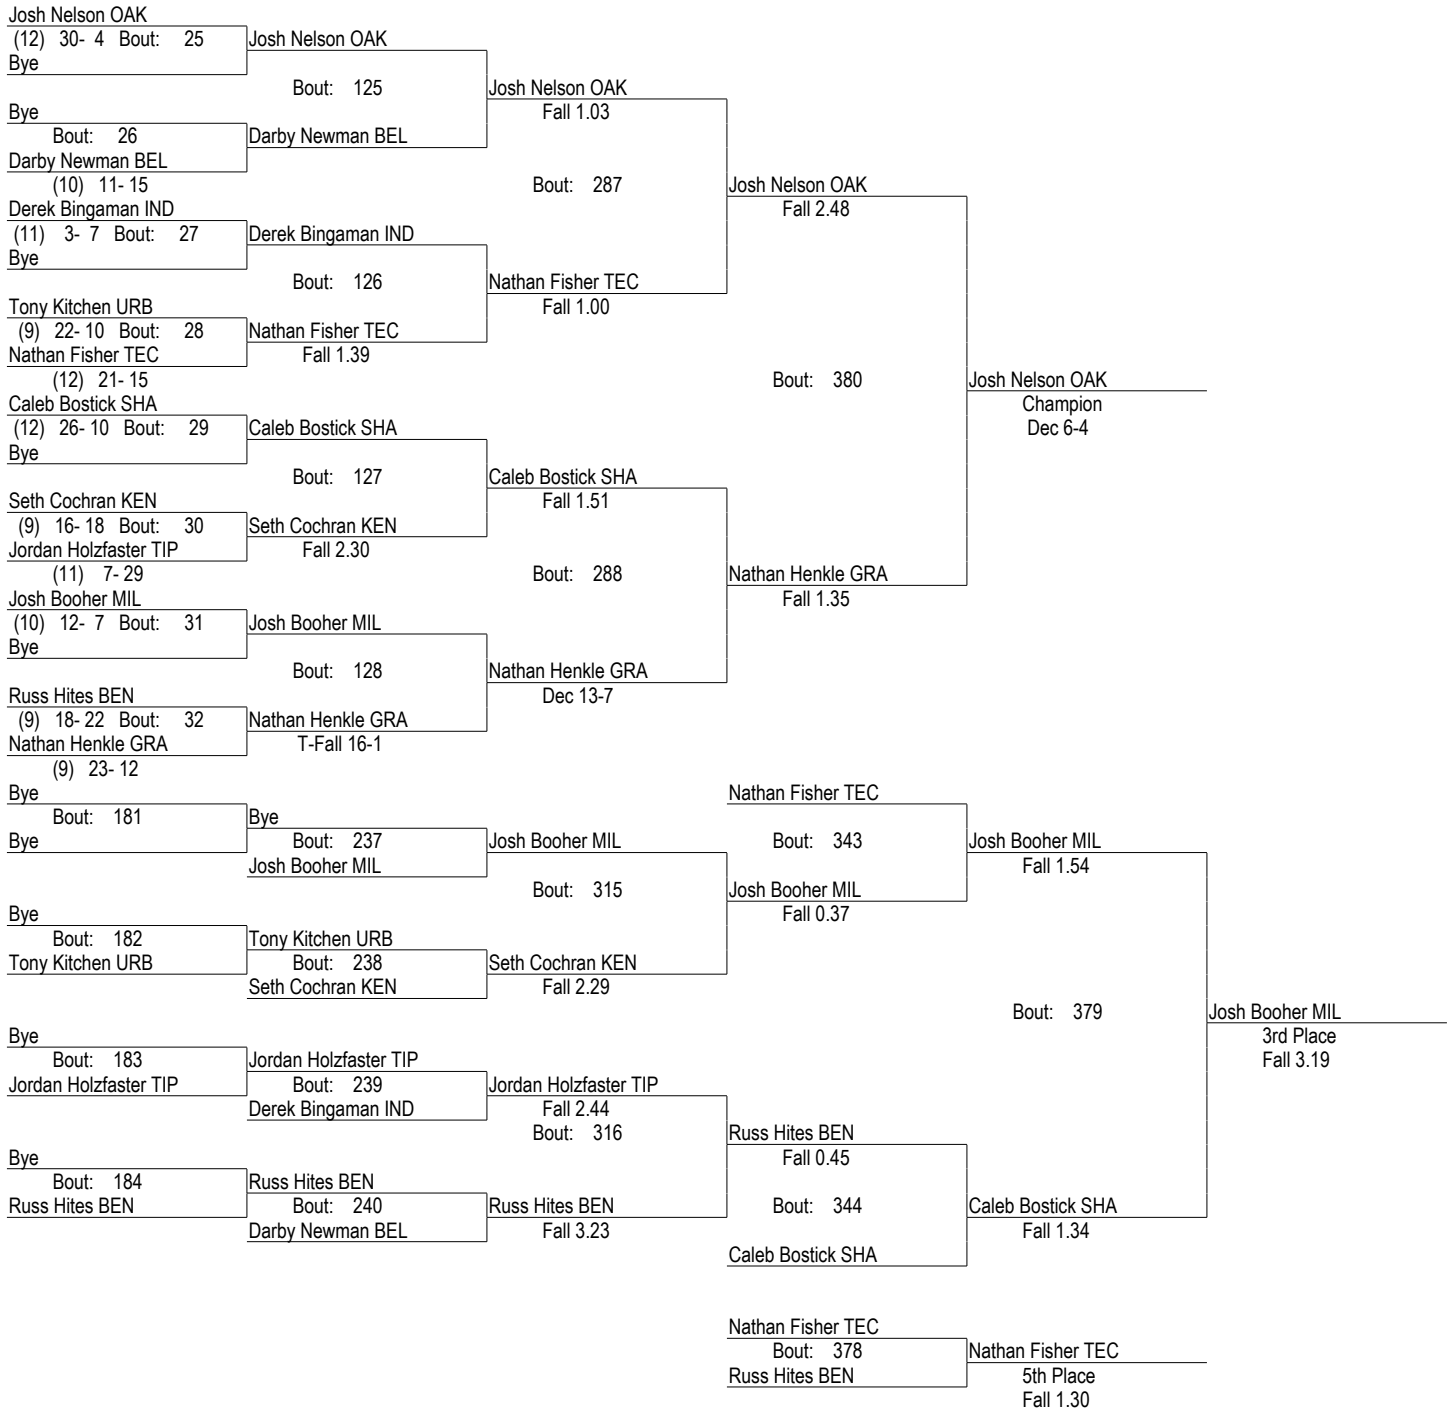 Josh Nelson OAK
(12) 30- 4 Bout: 25 Josh Nelson OAK
Bye
Bout: 125 Josh Nelson OAK
Bye Fall 1.03
Bout: 26 Darby Newman BEL
Darby Newman BEL
(10) 11- 15 Bout: 287 Josh Nelson OAK
Derek Bingaman IND Fall 2.48
(11) 3- 7 Bout: 27 Derek Bingaman IND
Bye
Bout: 126 Nathan Fisher TEC
Tony Kitchen URB Fall 1.00
(9) 22- 10 Bout: 28 Nathan Fisher TEC
Nathan Fisher TEC Fall 1.39
(12) 21- 15 Bout: 380 Josh Nelson OAK
Caleb Bostick SHA Champion
(12) 26- 10 Bout: 29 Caleb Bostick SHA Dec 6-4
Bye
Bout: 127 Caleb Bostick SHA
Seth Cochran KEN Fall 1.51
(9) 16- 18 Bout: 30 Seth Cochran KEN
Jordan Holzfaster TIP Fall 2.30
(11) 7- 29 Bout: 288 Nathan Henkle GRA
Josh Booher MIL Fall 1.35
(10) 12- 7 Bout: 31 Josh Booher MIL
Bye
Bout: 128 Nathan Henkle GRA
Russ Hites BEN Dec 13-7
(9) 18- 22 Bout: 32 Nathan Henkle GRA
Nathan Henkle GRA T-Fall 16-1
(9) 23- 12
Bye Nathan Fisher TEC
Bout: 181 Bye
Bye Bout: 237 Josh Booher MIL Bout: 343 Josh Booher MIL
Josh Booher MIL Fall 1.54
Bout: 315 Josh Booher MIL
Bye Fall 0.37
Bout: 182 Tony Kitchen URB
Tony Kitchen URB Bout: 238 Seth Cochran KEN
Seth Cochran KEN Fall 2.29
Bout: 379 Josh Booher MIL
Bye 3rd Place
Bout: 183 Jordan Holzfaster TIP Fall 3.19
Jordan Holzfaster TIP Bout: 239 Jordan Holzfaster TIP
Derek Bingaman IND Fall 2.44
Bout: 316 Russ Hites BEN
Bye Fall 0.45
Bout: 184 Russ Hites BEN
Russ Hites BEN Bout: 240 Russ Hites BEN Bout: 344 Caleb Bostick SHA
Darby Newman BEL Fall 3.23 Fall 1.34
Caleb Bostick SHA
Nathan Fisher TEC
Bout: 378 Nathan Fisher TEC
Russ Hites BEN 5th Place
Fall 1.30